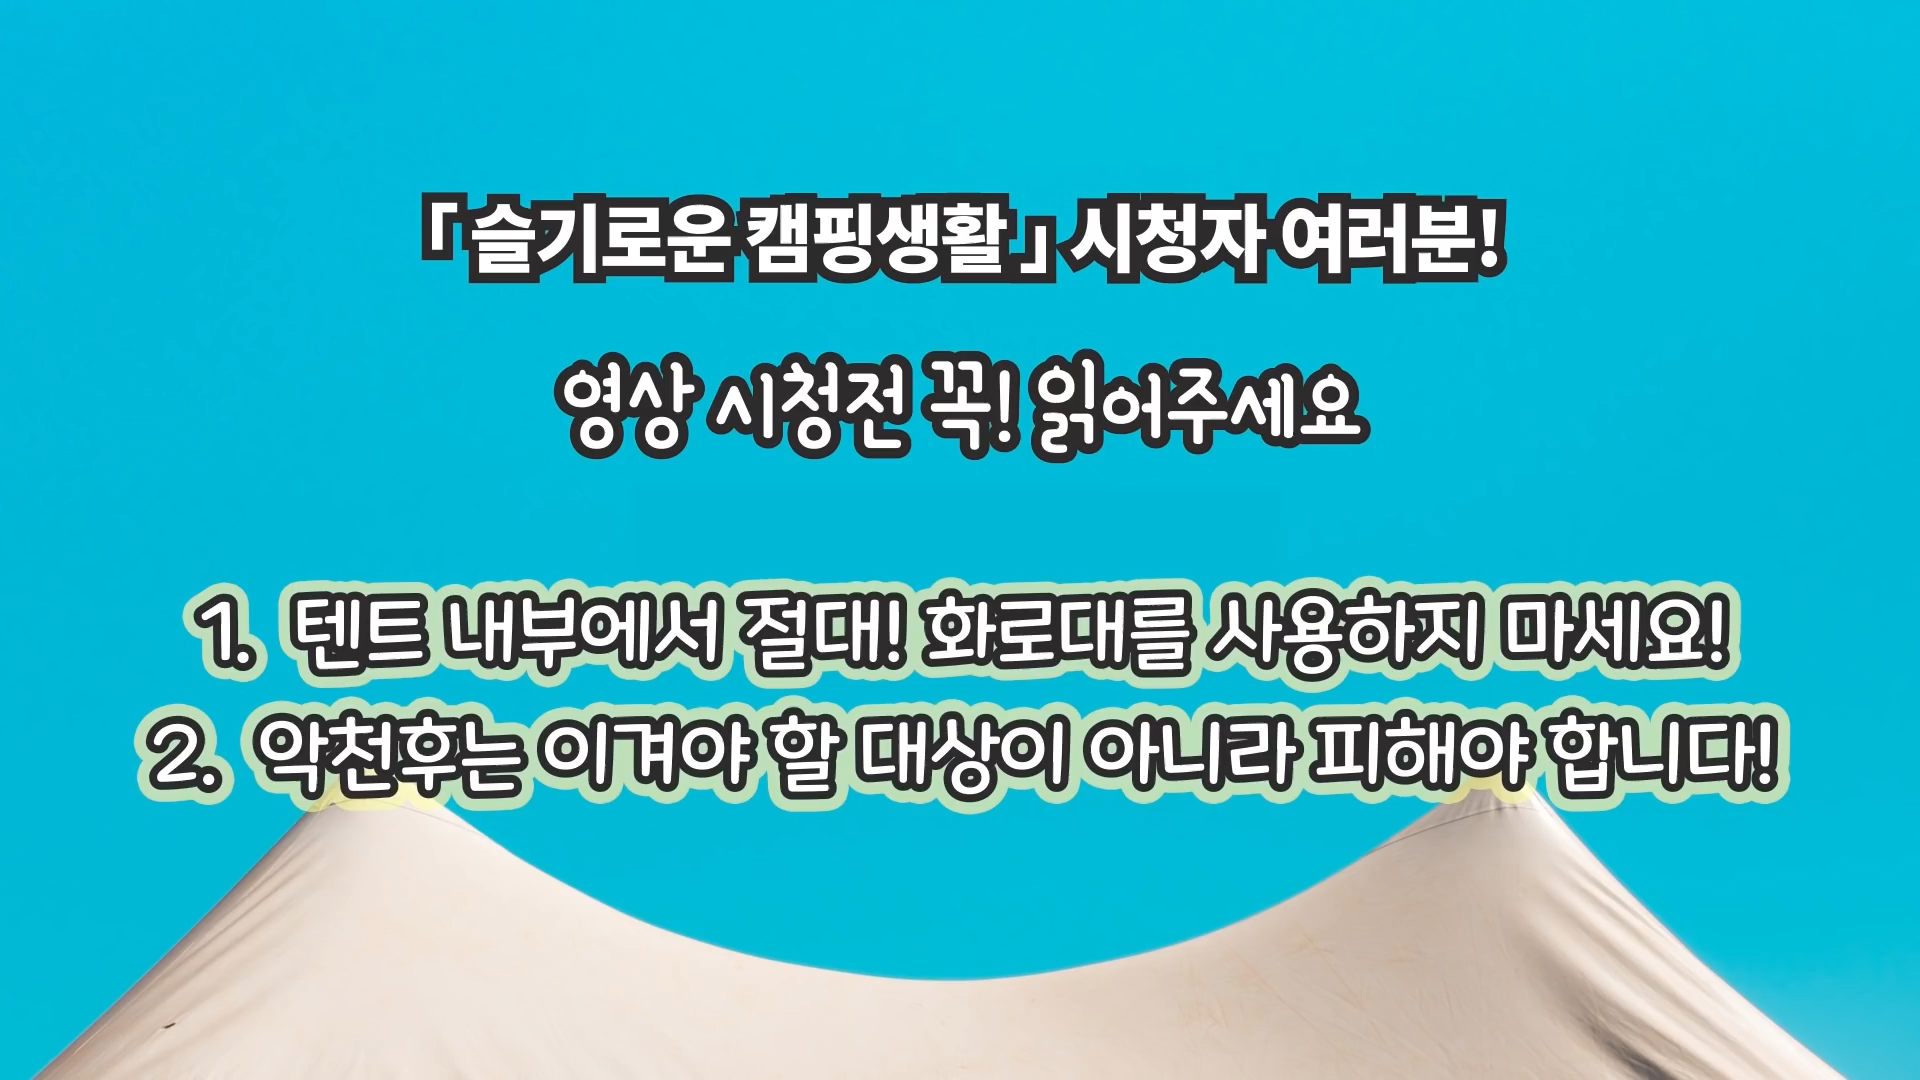 「슬기로운 캠핑생활」 시청자 여러분!
영상 시청전 꼭! 읽어주세요
1. 텐트 내부에서 절대! 화로대를 사용하지 마세요!
2. 악천후는 이겨야 할 대상이 아니라 피해야 합니다!